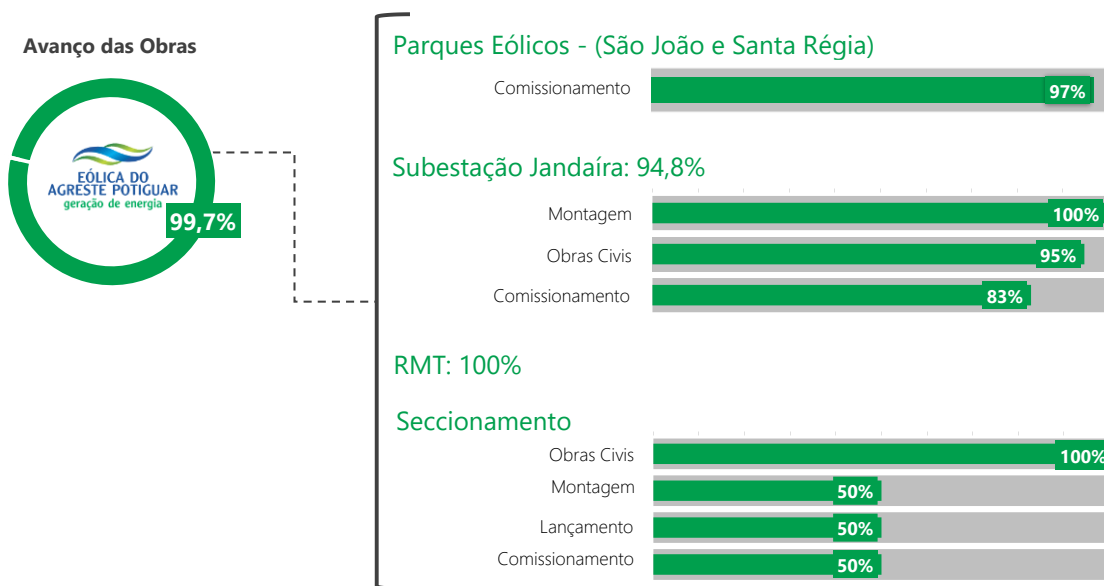 Avanço das Obras
EÓLICA DO
AGRESTE POTIGUAR
geração de energia
99,7%
Parques Eólicos - (São João e Santa Régia)
Comissionamento 97%
Subestação Jandaíra: 94,8%
Montagem 100%
Obras Civis 95%
Comissionamento 83%
RMT: 100%
Seccionamento
Obras Civis 100%
Montagem 50%
Lançamento 50%
Comissionamento 50%